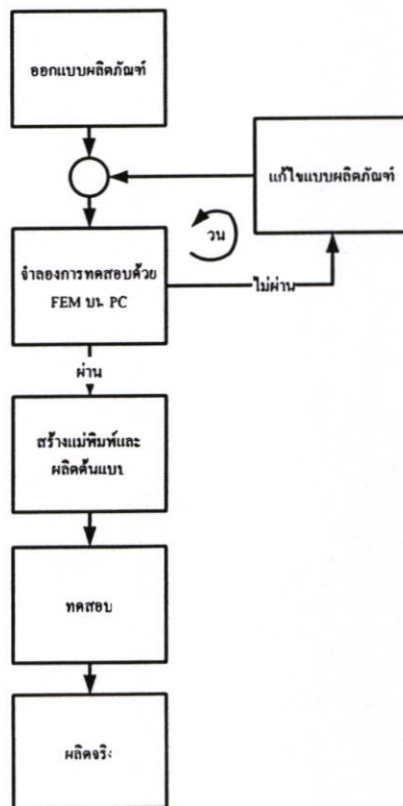 ออกแบบผลิตภัณฑ์
แก้ไขแบบผลิตภัณฑ์
วน
จำลองการทดสอบด้วย
FEM บน PC
ไม่ผ่าน
ผ่าน
สร้างแม่พิมพ์และ
ผลิตต้นแบบ
ทดสอบ
ผลิตจริง